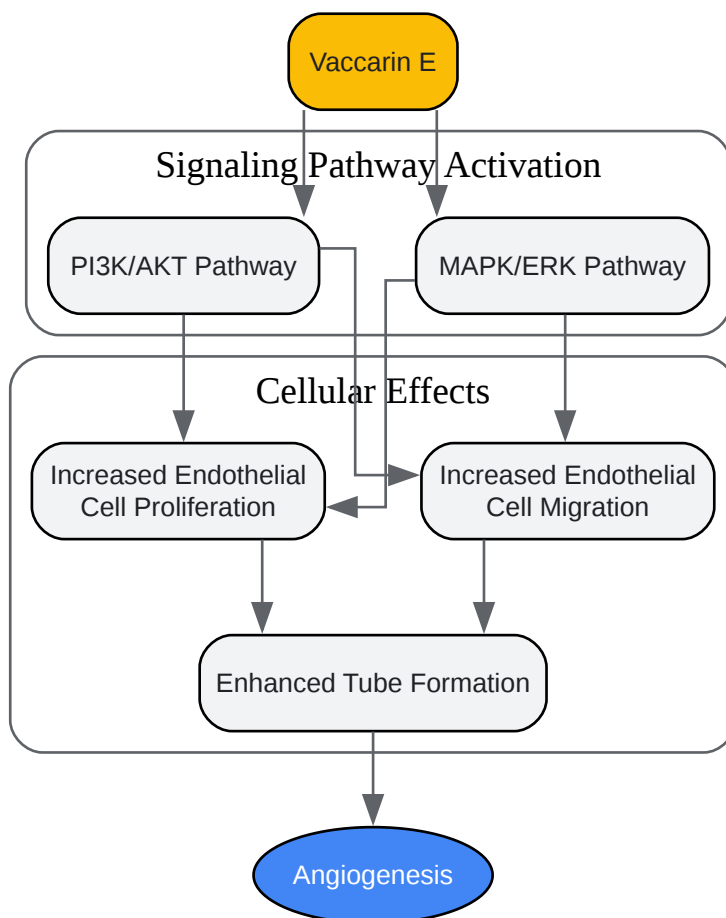 Vaccarin E
Signaling Pathway Activation
PI3K/AKT Pathway
MAPK/ERK Pathway
Cellular Effects
Increased Endothelial
Cell Proliferation
Increased Endothelial
Cell Migration
Enhanced Tube Formation
Angiogenesis